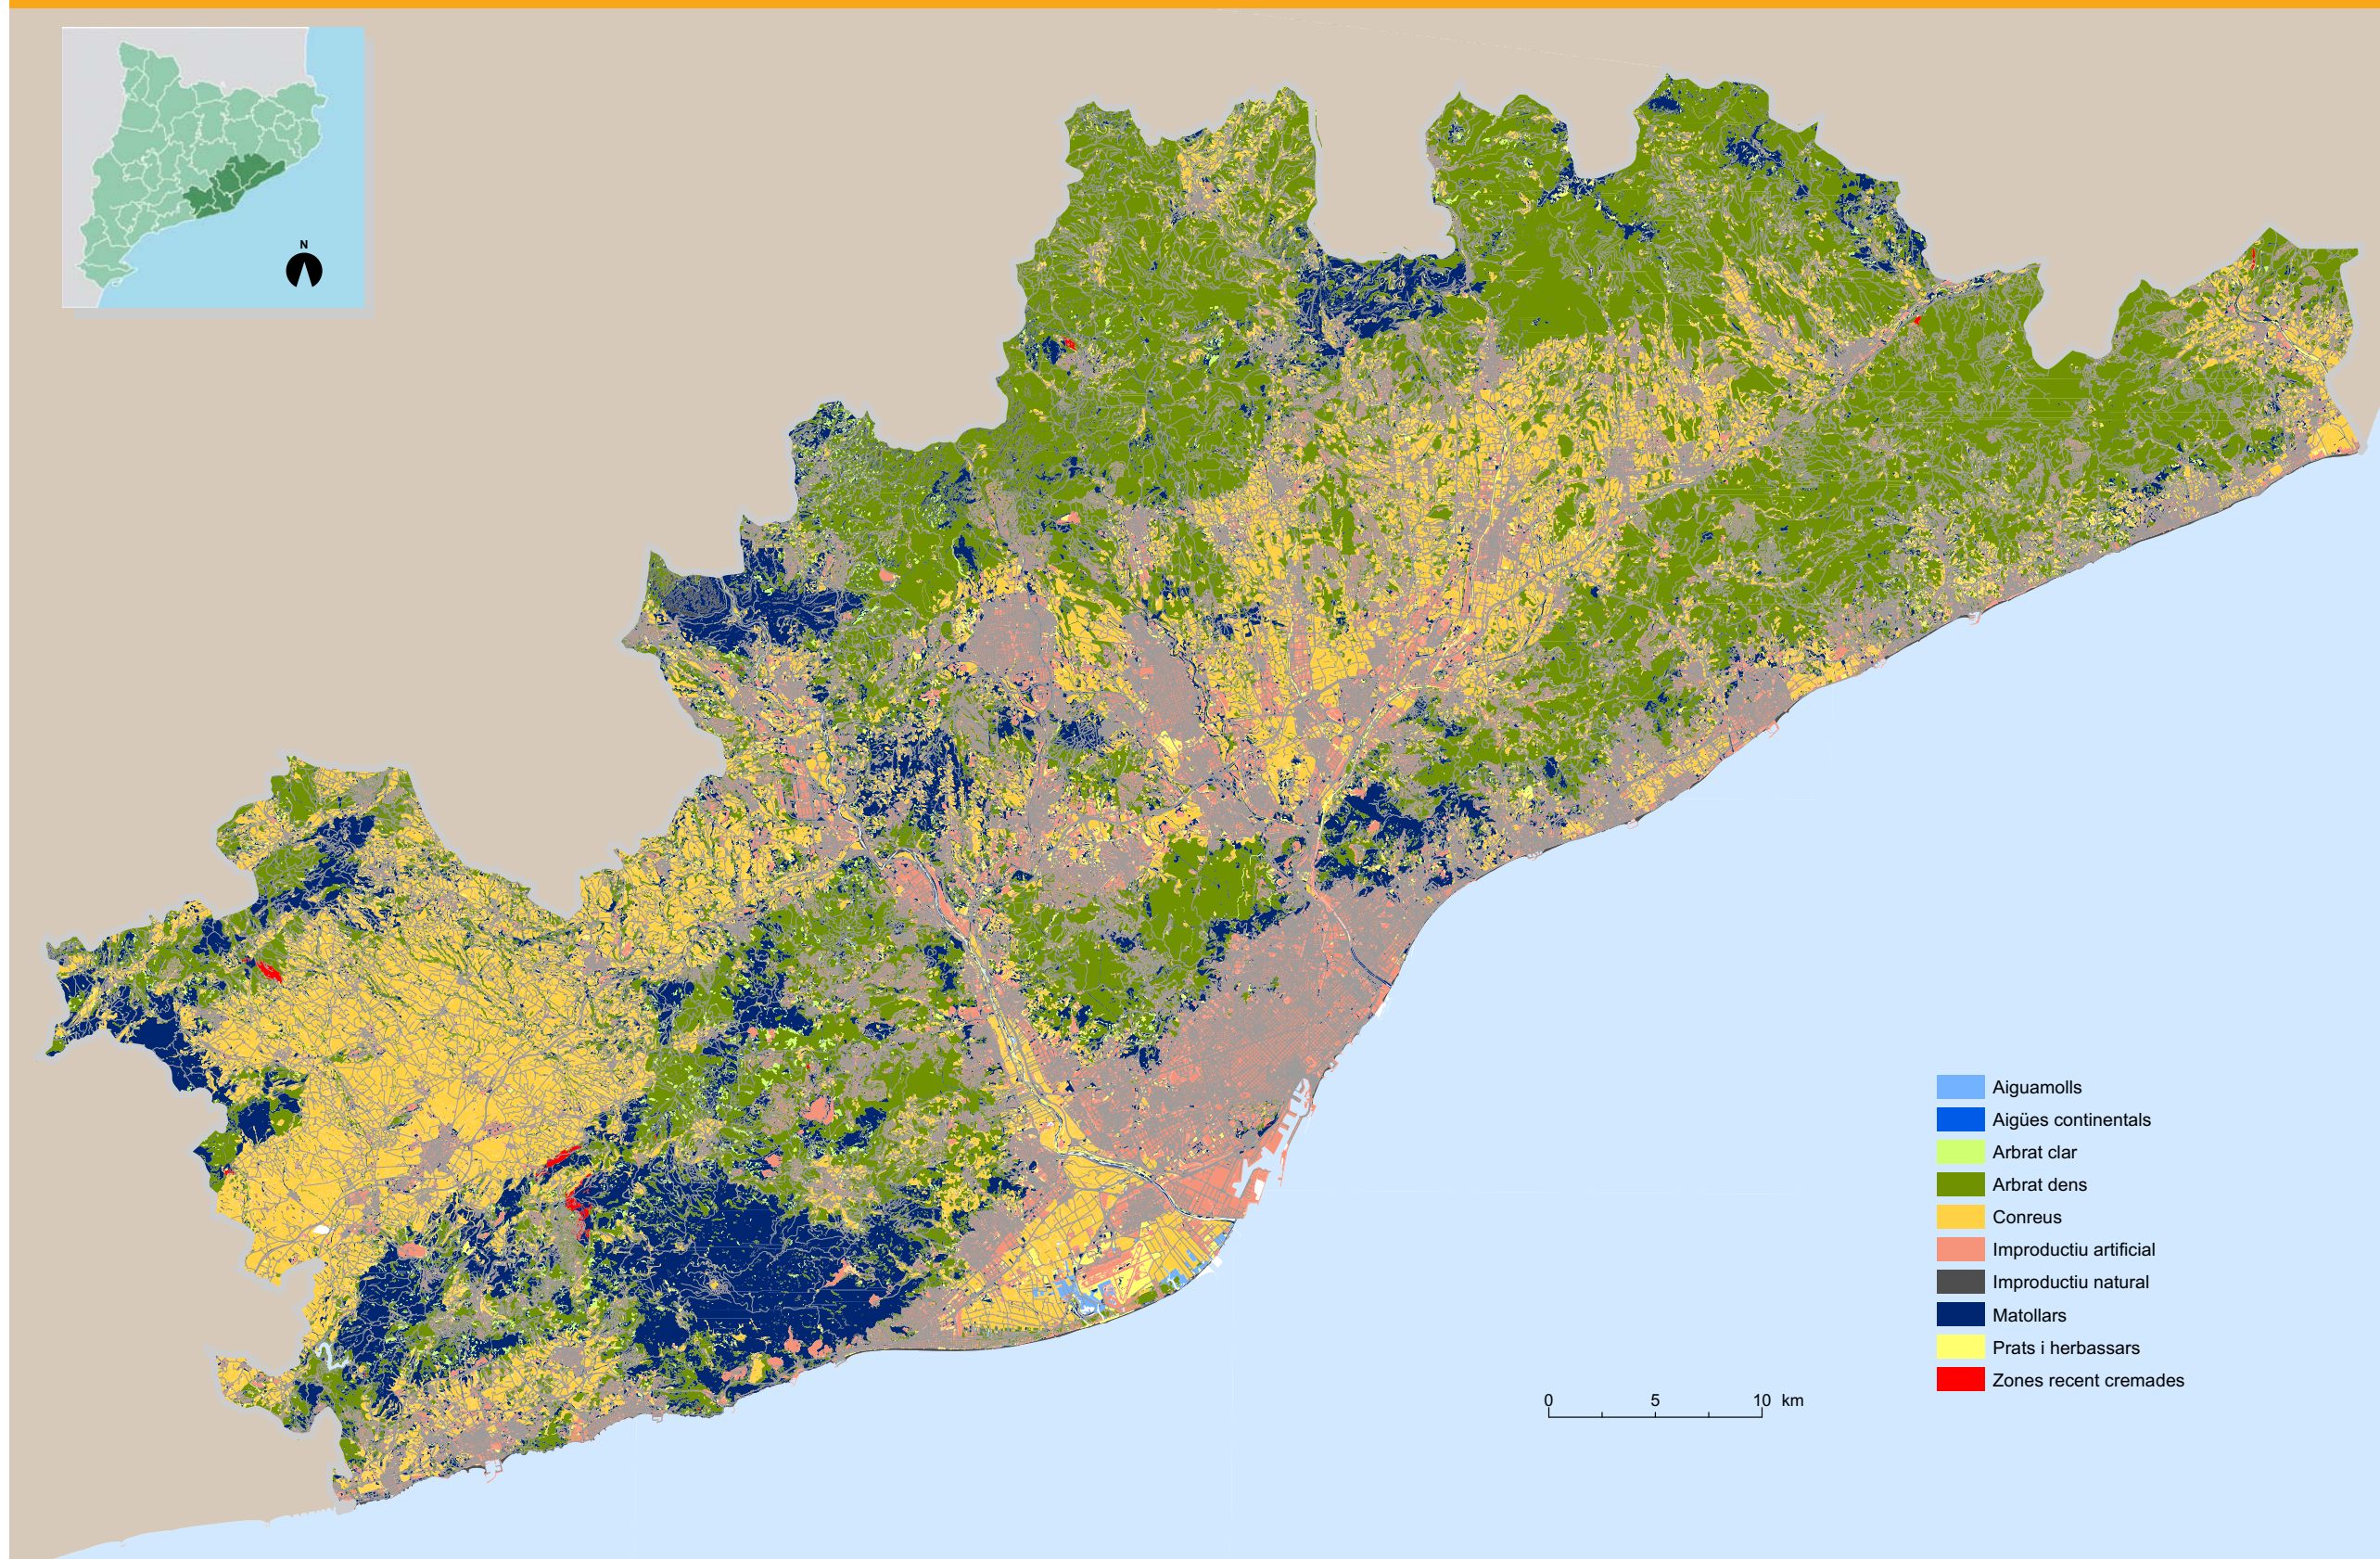 N
Aiguamolls
Aigües continentals
Arbrat clar
Arbrat dens
Conreus
Improductiu artificial
Improductiu natural
Matollars
Prats i herbassars
Zones recent cremades
0 5 10 km
2